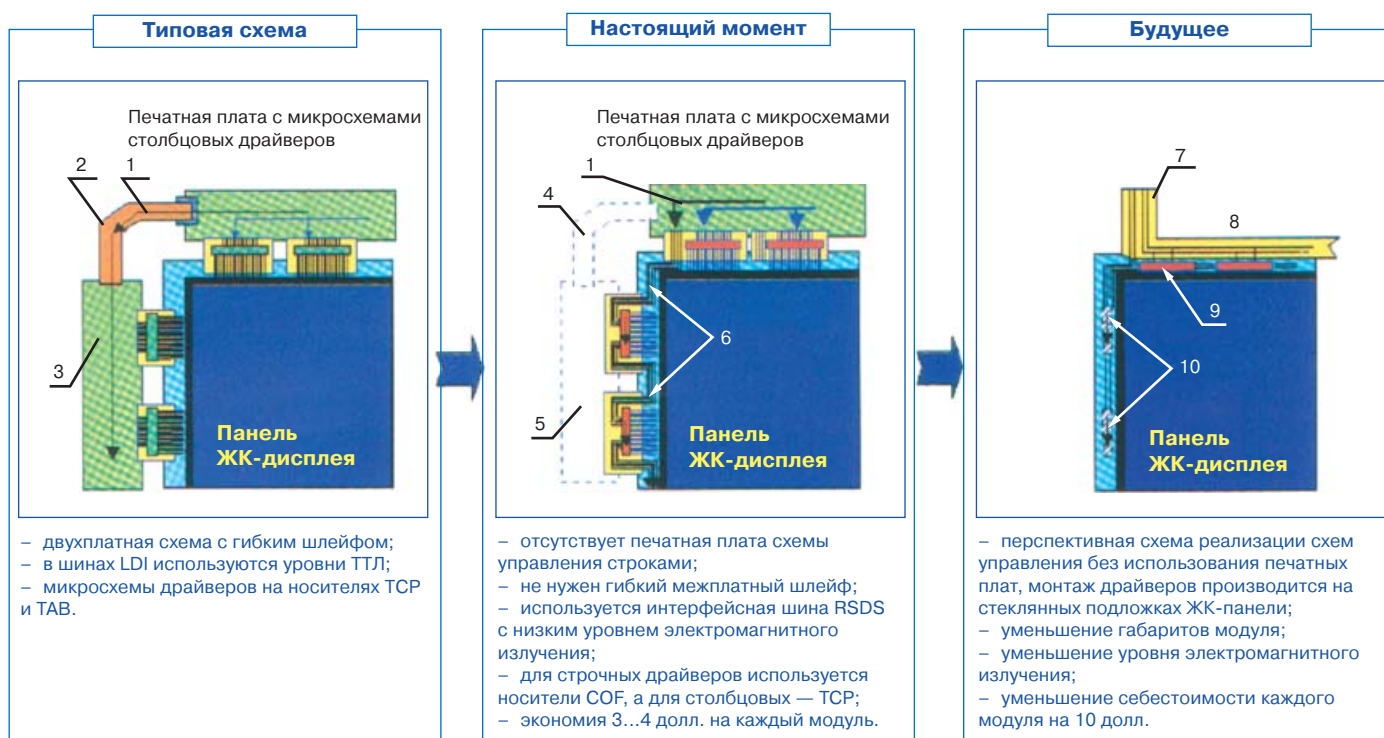 Типовая схема
Печатная плата с микросхемами
столбцовых драйверов
2
1
3
Панель
ЖК-дисплея
– двухплатная схема с гибким шлейфом;
– в шинах LDI используются уровни ТТЛ;
– микросхемы драйверов на носителях TCP
и TAB.
Настоящий момент
Печатная плата с микросхемами
столбцовых драйверов
1
4
6
5
Панель
ЖК-дисплея
– отсутствует печатная плата схемы
управления строками;
– не нужен гибкий межплатный шлейф;
– используется интерфейсная шина RSDS
с низким уровнем электромагнитного
излучения;
– для строчных драйверов используется
носители COF, а для столбцовых — TCP;
– экономия 3...4 долл. на каждый модуль.
Будущее
7
8
9
10
Панель
ЖК-дисплея
– перспективная схема реализации схем
управления без использования печатных
плат, монтаж драйверов производится на
стеклянных подложках ЖК-панели;
– уменьшение габаритов модуля;
– уменьшение уровня электромагнитного
излучения;
– уменьшение себестоимости каждого
модуля на 10 долл.